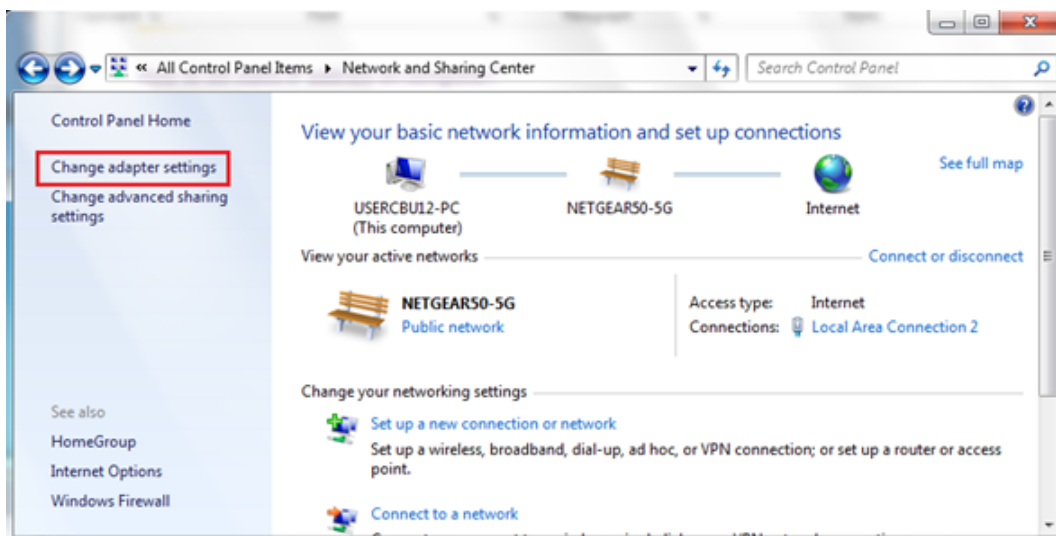 « All Control Panel Items ▸ Network and Sharing Center
Search Control Panel
Control Panel Home
Change adapter settings
Change advanced sharing
settings
See also
HomeGroup
Internet Options
Windows Firewall
View your basic network information and set up connections
See full map
USERCBU12-PC
(This computer)
NETGEAR50-5G
Internet
View your active networks
Connect or disconnect
NETGEAR50-5G
Public network
Access type: Internet
Connections: Local Area Connection 2
Change your networking settings
Set up a new connection or network
Set up a wireless, broadband, dial-up, ad hoc, or VPN connection; or set up a router or access
point.
Connect to a network